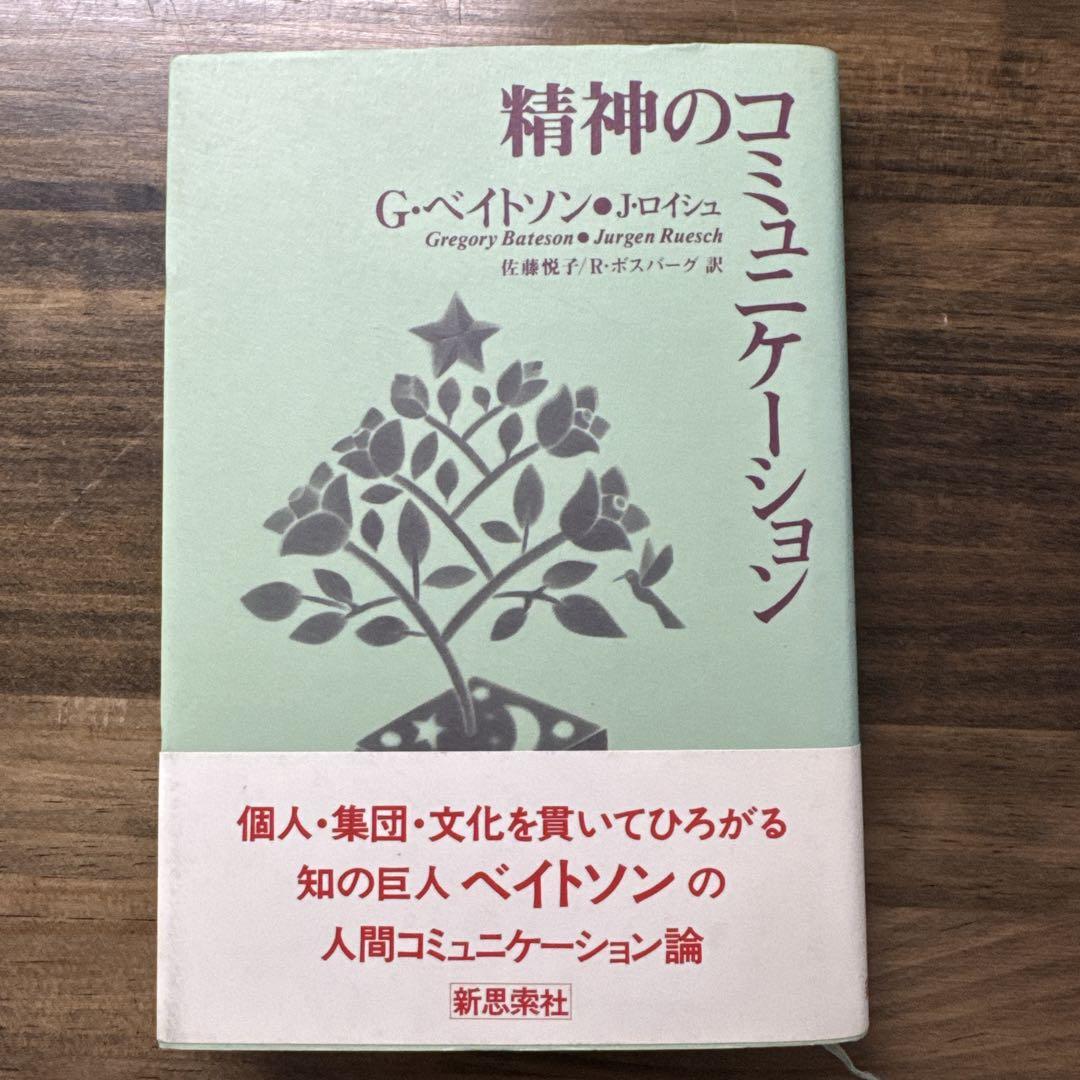 精神のコミュニケーション
G・ベイトソン●J・ロイシュ
Gregory Bateson● Jurgen Ruesch
佐藤悦子/R・ボスバーグ 訳
個人・集団・文化を貫いてひろがる
知の巨人 ベイトソン の
人間コミュニケーション論
新思索社